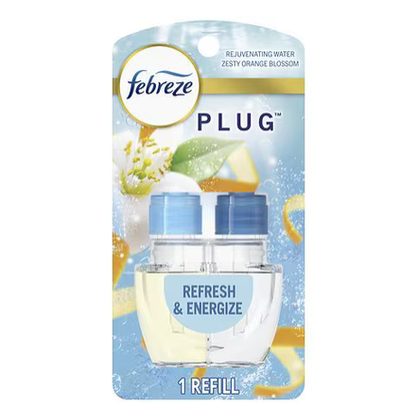 REJUVENATING WATER
ZESTY ORANGE BLOSSOM
febreze
PLUG™
REFRESH
& ENERGIZE
1 REFILL